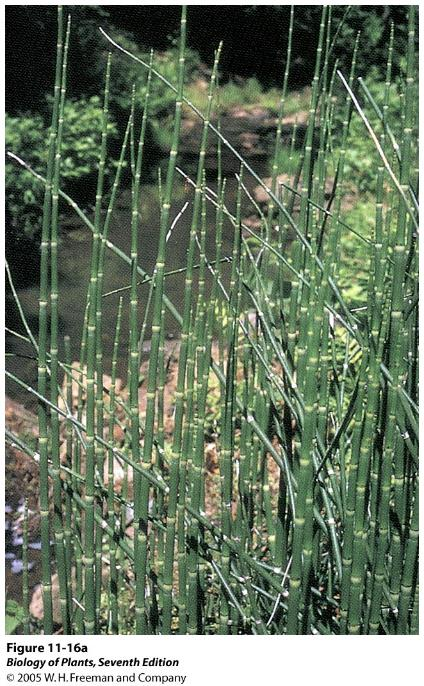 Figure 11-16a
Biology of Plants, Seventh Edition
© 2005 W. H. Freeman and Company